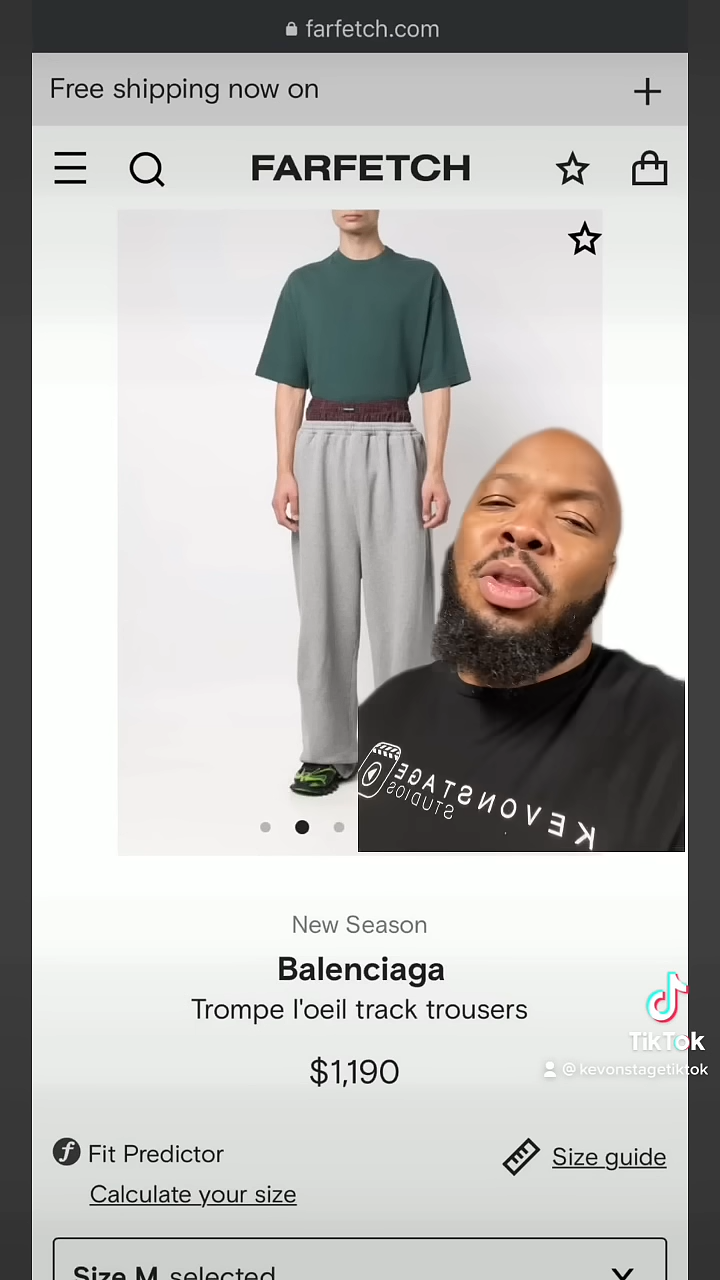 farfetch.com
Free shipping now on
FARFETCH
KEVONSTAGE
STUDIOS
New Season
Balenciaga
Trompe l'oeil track trousers
$1,190
TikTok
@kevonstagetiktok
Fit Predictor
Size guide
Calculate your size
Size M selected